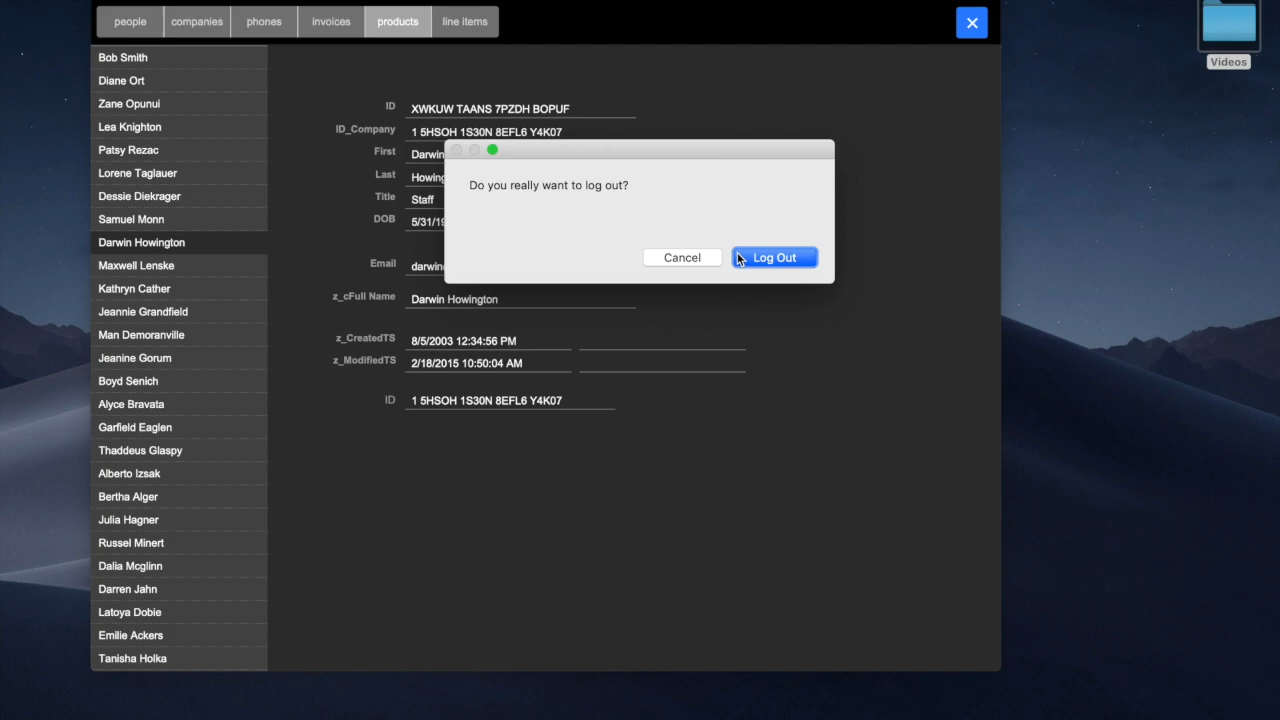 people companies phones invoices products line items
Videos
Bob Smith
Diane Ort
Zane Opunui
Lea Knighton
Patsy Rezac
Lorene Taglauer
Dessie Diekrager
Samuel Monn
Darwin Howington
Maxwell Lenske
Kathryn Cather
Jeannie Grandfield
Man Demoranville
Jeanine Gorum
Boyd Senich
Alyce Bravata
Garfield Eaglen
Thaddeus Glaspy
Alberto Izsak
Bertha Alger
Julia Hagner
Russel Minert
Dalia Mcglinn
Darren Jahn
Latoya Dobie
Emilie Ackers
Tanisha Holka
ID XWKUW TAANS 7PZDH BOPUF
ID_Company 1 5HSOH 1S30N 8EFL6 Y4K07
First Darwin
Last Howing
Title Staff
DOB 5/31/19
Email darwin
z_cFull Name Darwin Howington
z_CreatedTS 8/5/2003 12:34:56 PM
z_ModifiedTS 2/18/2015 10:50:04 AM
ID 1 5HSOH 1S30N 8EFL6 Y4K07
Do you really want to log out?
Cancel Log Out